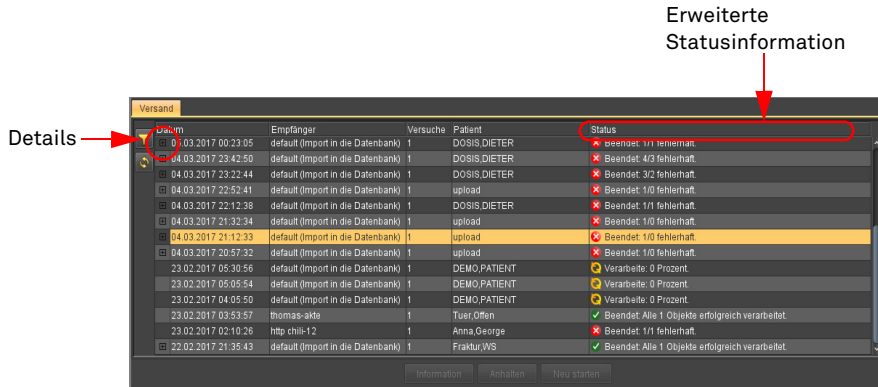 Erweiterte
Statusinformation
Details
Versand
Datum Empfänger Versuche Patient Status
05.03.2017 00:23:05 default (Import in die Datenbank) 1 DOSIS,DIETER Beendet: 1/1 fehlerhaft.
04.03.2017 23:42:50 default (Import in die Datenbank) 1 DOSIS,DIETER Beendet: 4/3 fehlerhaft.
04.03.2017 23:22:44 default (Import in die Datenbank) 1 DOSIS,DIETER Beendet: 3/2 fehlerhaft.
04.03.2017 22:52:41 default (Import in die Datenbank) 1 upload Beendet: 1/0 fehlerhaft.
04.03.2017 22:12:38 default (Import in die Datenbank) 1 DOSIS,DIETER Beendet: 1/1 fehlerhaft.
04.03.2017 21:32:34 default (Import in die Datenbank) 1 upload Beendet: 1/0 fehlerhaft.
04.03.2017 21:12:33 default (Import in die Datenbank) 1 upload Beendet: 1/0 fehlerhaft.
04.03.2017 20:57:32 default (Import in die Datenbank) 1 upload Beendet: 1/0 fehlerhaft.
23.02.2017 05:30:56 default (Import in die Datenbank) 1 DEMO,PATIENT Verarbeite: 0 Prozent.
23.02.2017 05:05:54 default (Import in die Datenbank) 1 DEMO,PATIENT Verarbeite: 0 Prozent.
23.02.2017 04:05:50 default (Import in die Datenbank) 1 DEMO,PATIENT Verarbeite: 0 Prozent.
23.02.2017 03:53:57 thomas-akte 1 Tuer,Offen Beendet: Alle 1 Objekte erfolgreich verarbeitet.
23.02.2017 02:10:26 http chili-12 1 Anna,George Beendet: 1/1 fehlerhaft.
22.02.2017 21:35:43 default (Import in die Datenbank) 1 Fraktur,WS Beendet: Alle 1 Objekte erfolgreich verarbeitet.
Information Anhalten Neu starten